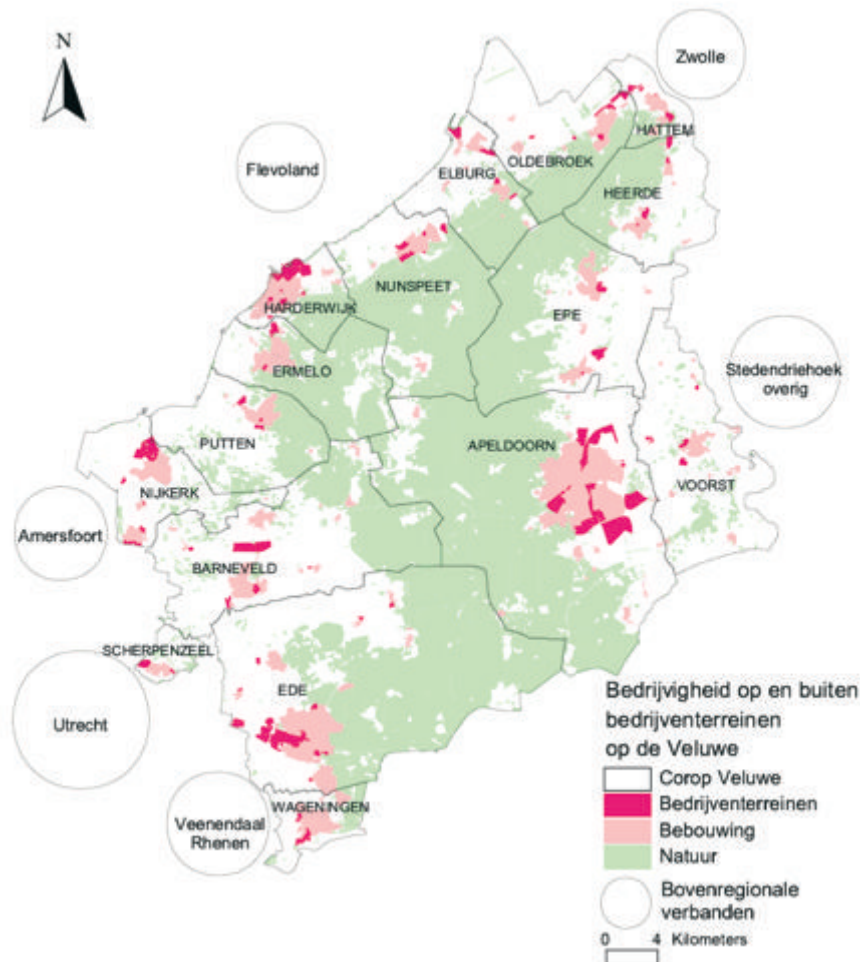 N
Zwolle
Flevoland
HATTEM
OLDEBROEK
ELBURG
HEERDE
NUNSPEET
HARDERWIJK
EPE
ERMELO
Stedendriehoek
overig
PUTTEN
APELDOORN
VOORST
NIJKERK
Amersfoort
BARNEVELD
SCHERPENZEEL
EDE
Utrecht
WAGENINGEN
Veenendaal
Rhenen
Bedrijvigheid op en buiten
bedrijventerreinen
op de Veluwe
Corop Veluwe
Bedrijventerreinen
Bebouwing
Natuur
Bovenregionale
verbanden
0 4 Kilometers